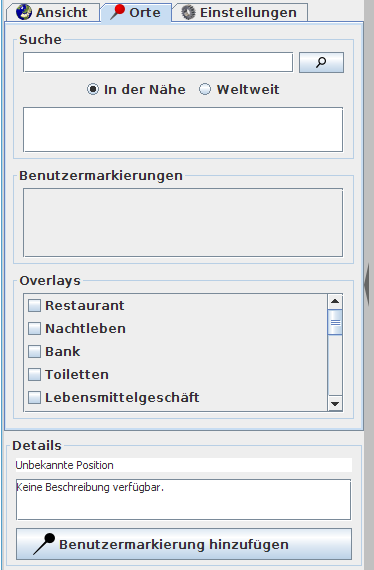 Ansicht Orte Einstellungen
Suche
In der Nähe Weltweit
Benutzermarkierungen
Overlays
Restaurant
Nachtleben
Bank
Toiletten
Lebensmittelgeschäft
Details
Unbekannte Position
Keine Beschreibung verfügbar.
Benutzermarkierung hinzufügen